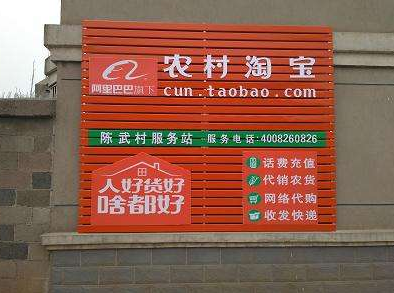 阿里巴巴旗下
农村淘宝
cun.taobao.com
陈武村服务站 - 服务电话:4008260826
人好货好
啥都好
话费充值
代销农货
网络代购
收发快递